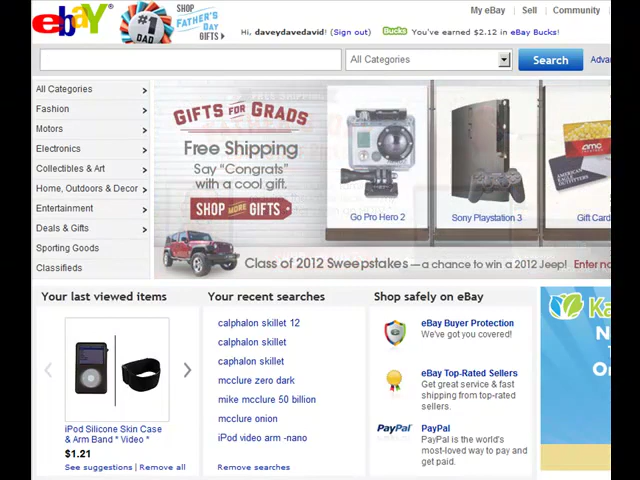 ebaY®
#1 DAD
SHOP
FATHER'S
DAY
GIFTS
My eBay | Sell | Community
Hi, daveydavedavid! (Sign out) Bucks You've earned $2.12 in eBay Bucks!
All Categories
Search
Adva
All Categories
Fashion
Motors
Electronics
Collectibles & Art
Home, Outdoors & Decor
Entertainment
Deals & Gifts
Sporting Goods
Classifieds
GIFTS FOR GRADS
Free Shipping
Say "Congrats"
with a cool gift.
SHOP MORE GIFTS
Go Pro Hero 2
Sony Playstation 3
amc
AMERICAN EAGLE OUTFITTERS
Gift Card
Class of 2012 Sweepstakes — a chance to win a 2012 Jeep! Enter no
Your last viewed items
iPod Silicone Skin Case
& Arm Band * Video *
$1.21
See suggestions | Remove all
Your recent searches
calphalon skillet 12
calphalon skillet
caphalon skillet
mcclure zero dark
mike mcclure 50 billion
mcclure onion
iPod video arm -nano
Remove searches
Shop safely on eBay
eBay Buyer Protection
We've got you covered!
eBay Top-Rated Sellers
Get great service & fast
shipping from top-rated
sellers.
PayPal
PayPal
PayPal is the world's
most-loved way to pay and
get paid.
Ka
N
T
O